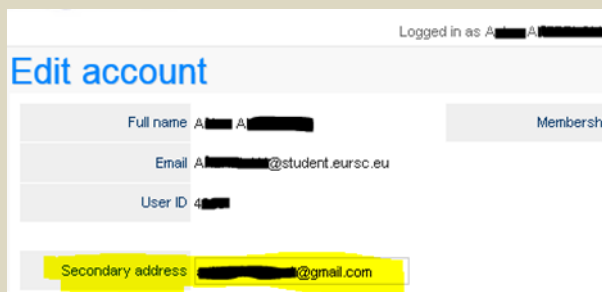 Logged in as A A
Edit account
Full name A A
Membersh
Email A @student.eursc.eu
User ID 4
Secondary address @gmail.com